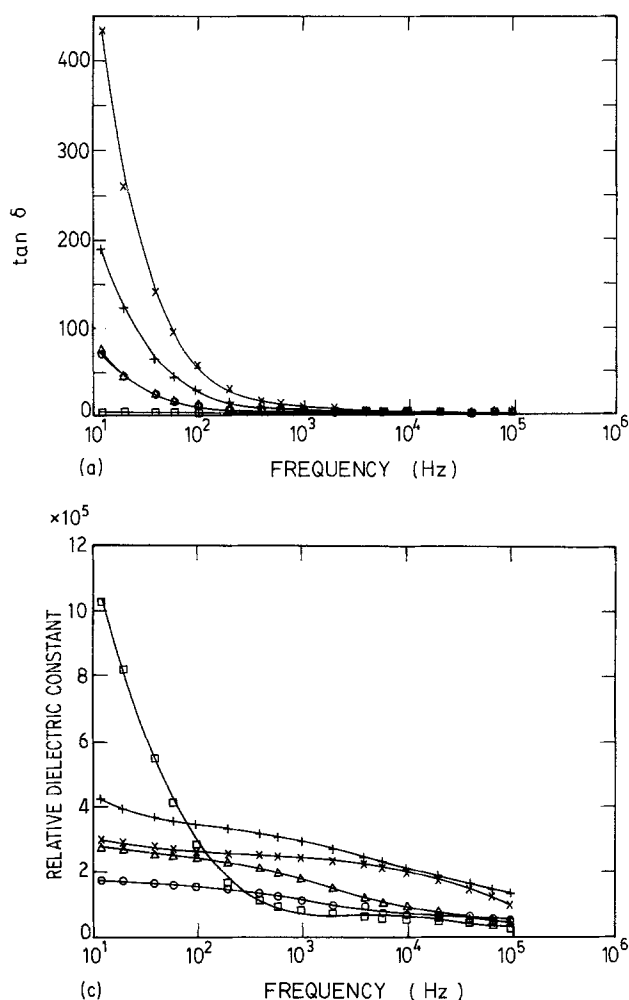 400
300
200
100
0
tan δ
10¹ 10² 10³ 10⁴ 10⁵ 10⁶
(a) FREQUENCY (Hz)
×10⁵
12
10
8
6
4
2
0
RELATIVE DIELECTRIC CONSTANT
10¹ 10² 10³ 10⁴ 10⁵ 10⁶
(c) FREQUENCY (Hz)